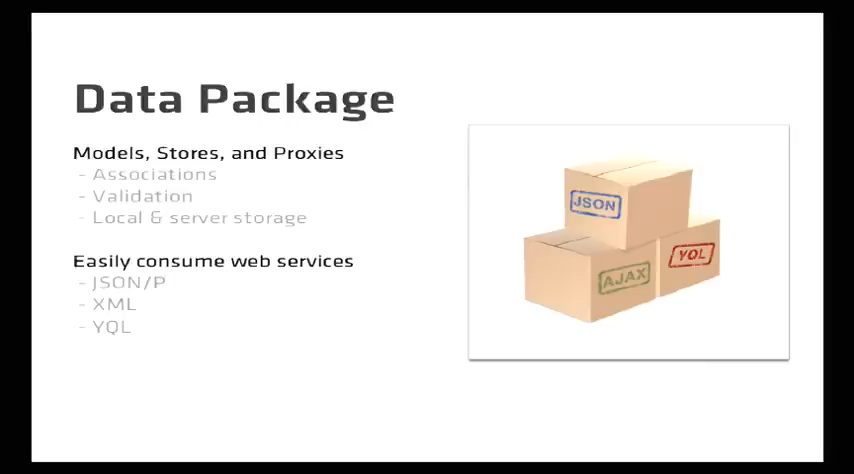 Data Package
Models, Stores, and Proxies
- Associations
- Validation
- Local & server storage
Easily consume web services
- JSON/P
- XML
- YQL
JSON
AJAX
YQL